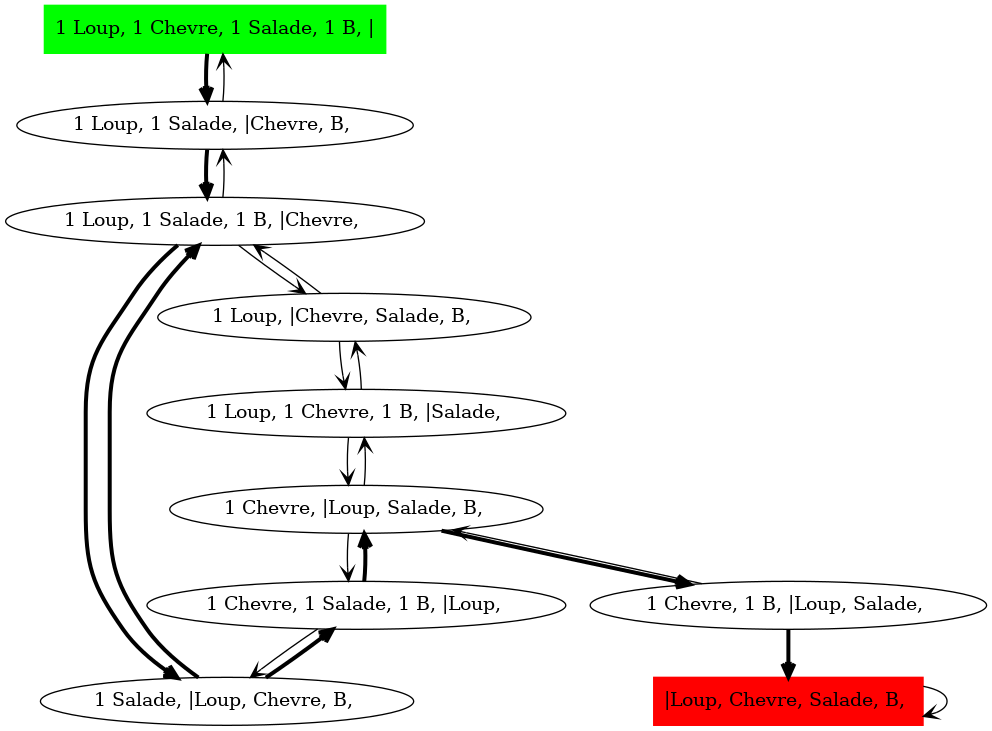 1 Loup, 1 Chevre, 1 Salade, 1 B, |
1 Loup, 1 Salade, |Chevre, B,
1 Loup, 1 Salade, 1 B, |Chevre,
1 Loup, |Chevre, Salade, B,
1 Loup, 1 Chevre, 1 B, |Salade,
1 Chevre, |Loup, Salade, B,
1 Chevre, 1 Salade, 1 B, |Loup,
1 Chevre, 1 B, |Loup, Salade,
1 Salade, |Loup, Chevre, B,
|Loup, Chevre, Salade, B,